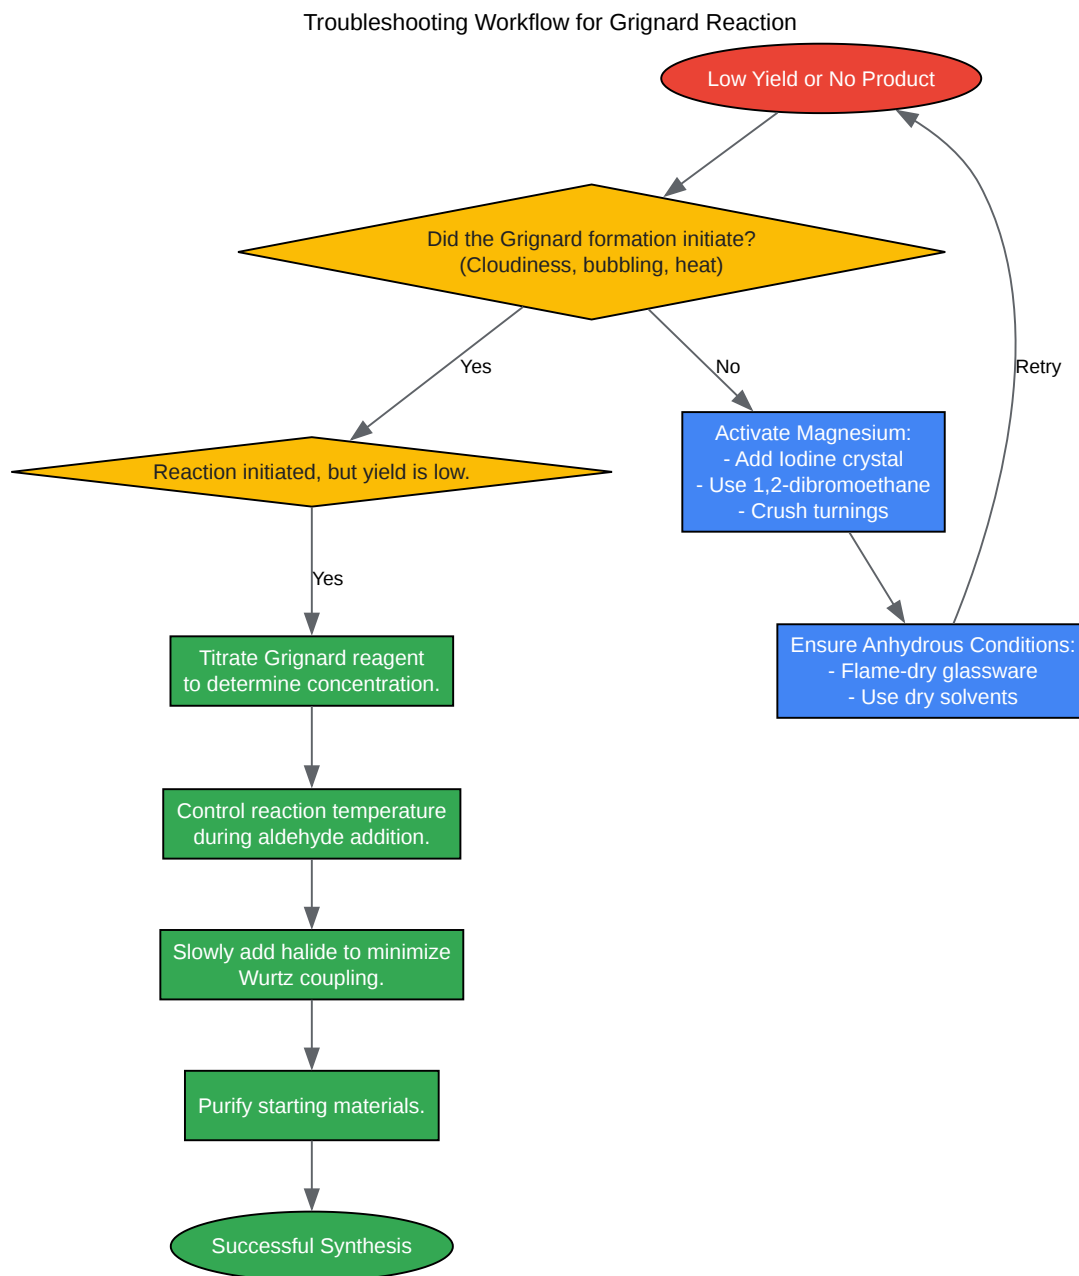 Troubleshooting Workflow for Grignard Reaction
Low Yield or No Product
Did the Grignard formation initiate?
(Cloudiness, bubbling, heat)
Yes
No
Retry
Reaction initiated, but yield is low.
Activate Magnesium:
- Add Iodine crystal
- Use 1,2-dibromoethane
- Crush turnings
Yes
Ensure Anhydrous Conditions:
- Flame-dry glassware
- Use dry solvents
Titrate Grignard reagent
to determine concentration.
Control reaction temperature
during aldehyde addition.
Slowly add halide to minimize
Wurtz coupling.
Purify starting materials.
Successful Synthesis